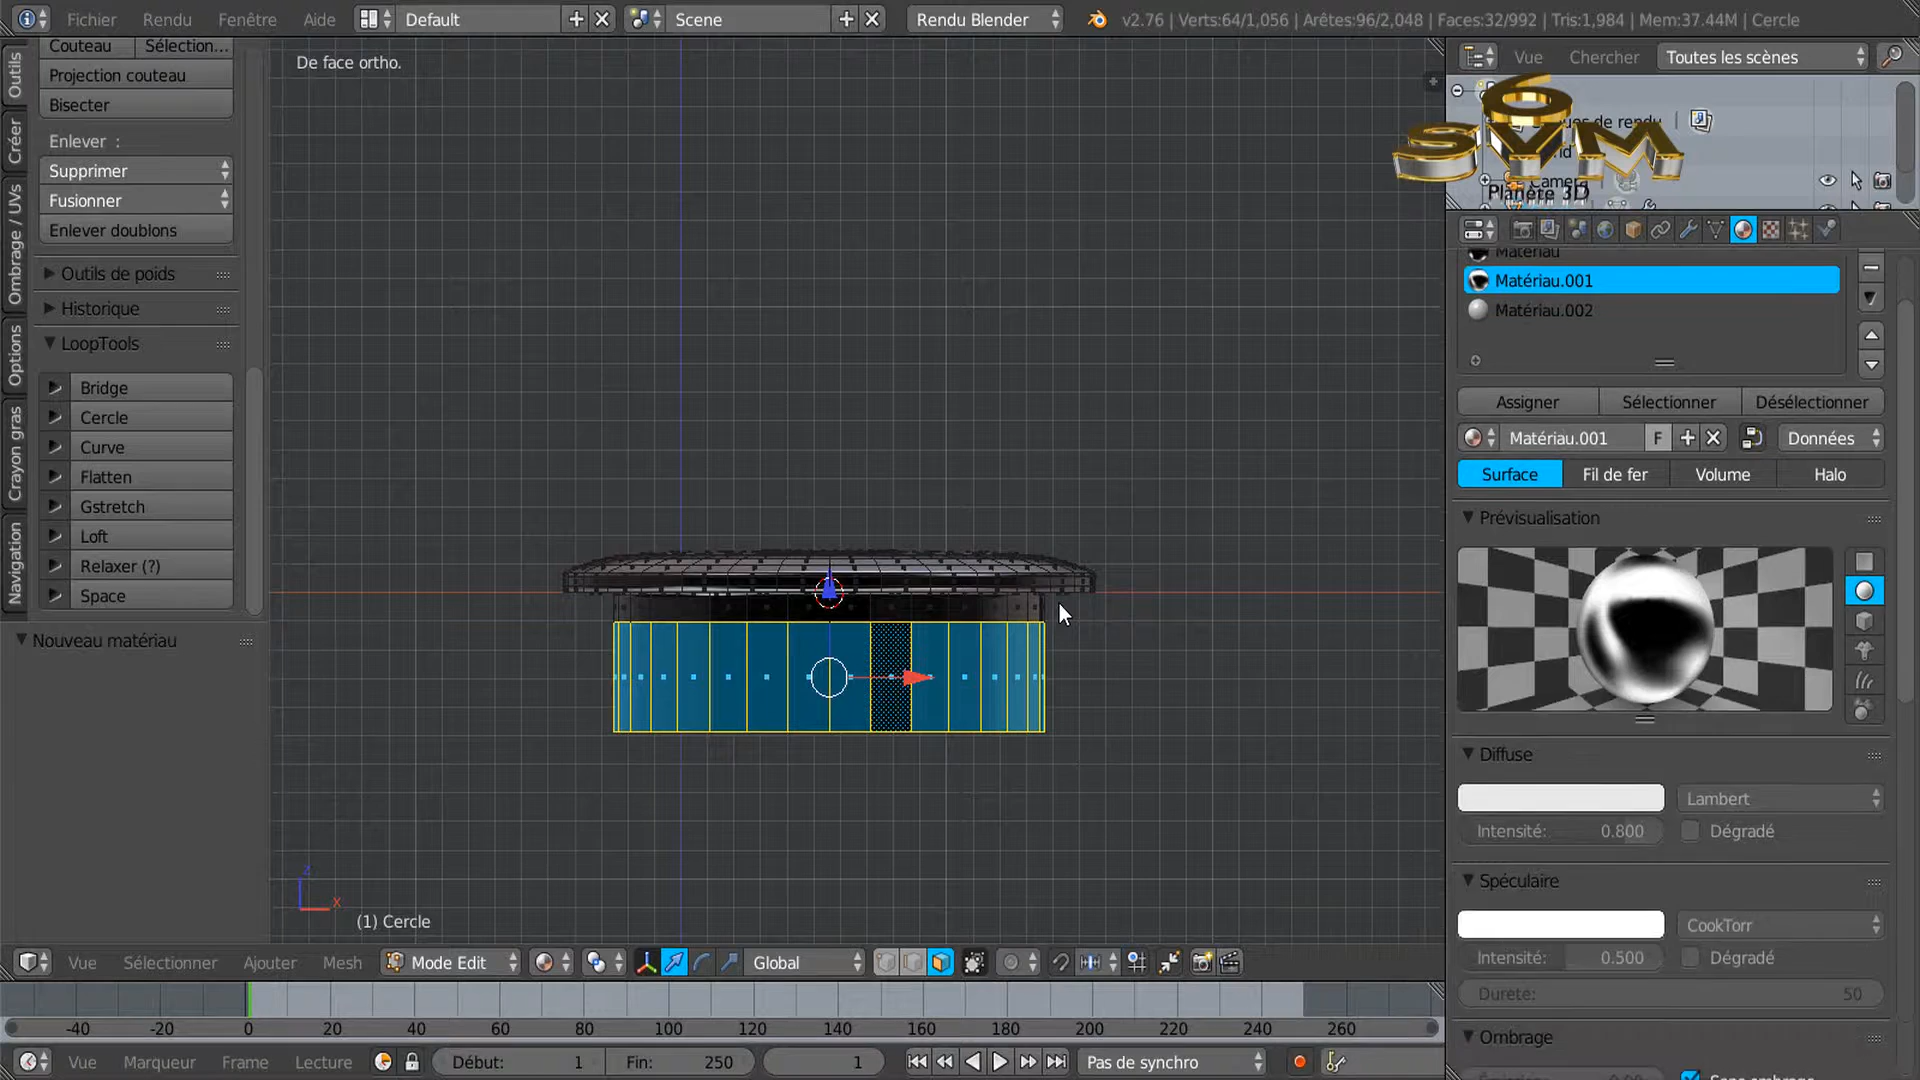 Fichier Rendu Fenêtre Aide Default Scene Rendu Blender v2.76 | Verts:64/1,056 | Arêtes:96/2,048 | Faces:32/992 | Tris:1,984 | Mem:37.44M | Cercle
Couteau Sélection...
Projection couteau
Bisecter
Enlever :
Supprimer
Fusionner
Enlever doublons
Outils de poids
Historique
LoopTools
Bridge
Cercle
Curve
Flatten
Gstretch
Loft
Relaxer (?)
Space
Nouveau matériau
Outils
Créer
Ombrage / UVs
Options
Crayon gras
Navigation
De face ortho.
z
x
(1) Cercle
Vue Chercher Toutes les scènes
6
SYM
Planète 3D
de rendu
Camera
Matériau
Matériau.001
Matériau.002
Assigner Sélectionner Désélectionner
Matériau.001 F Données
Surface Fil de fer Volume Halo
Prévisualisation
Diffuse
Lambert
Intensité: 0.800 Dégradé
Spéculaire
CookTorr
Intensité: 0.500 Dégradé
Durete: 50
Ombrage
Vue Sélectionner Ajouter Mesh Mode Edit Global
-40 -20 0 20 40 60 80 100 120 140 160 180 200 220 240 260
Vue Marqueur Frame Lecture Début: 1 Fin: 250 1 Pas de synchro